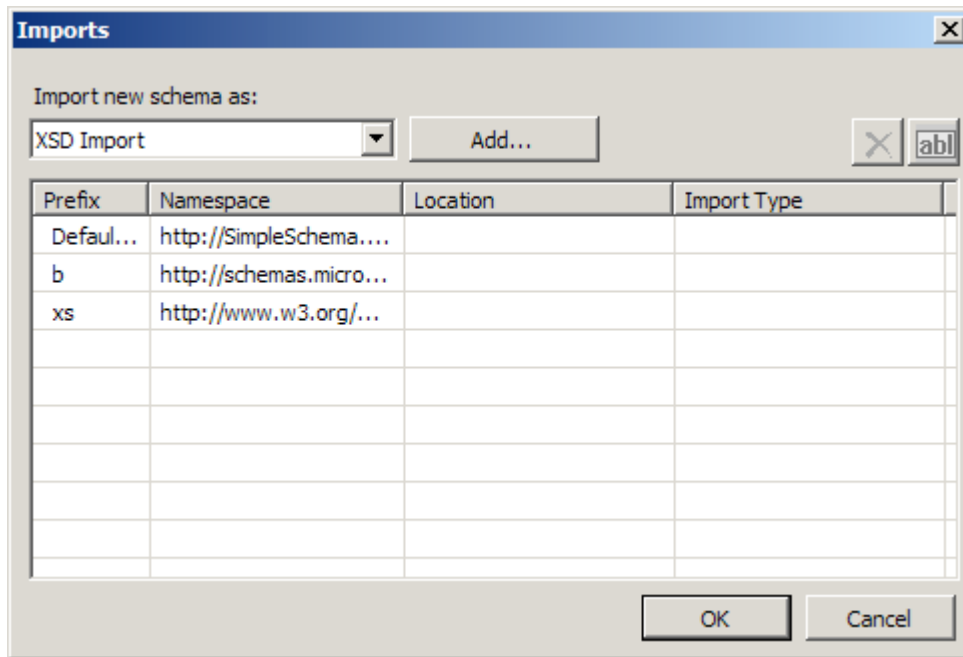 Imports
Import new schema as:
XSD Import Add... abl
Prefix Namespace Location Import Type
Defaul... http://SimpleSchema....
b http://schemas.micro...
xs http://www.w3.org/...
OK Cancel